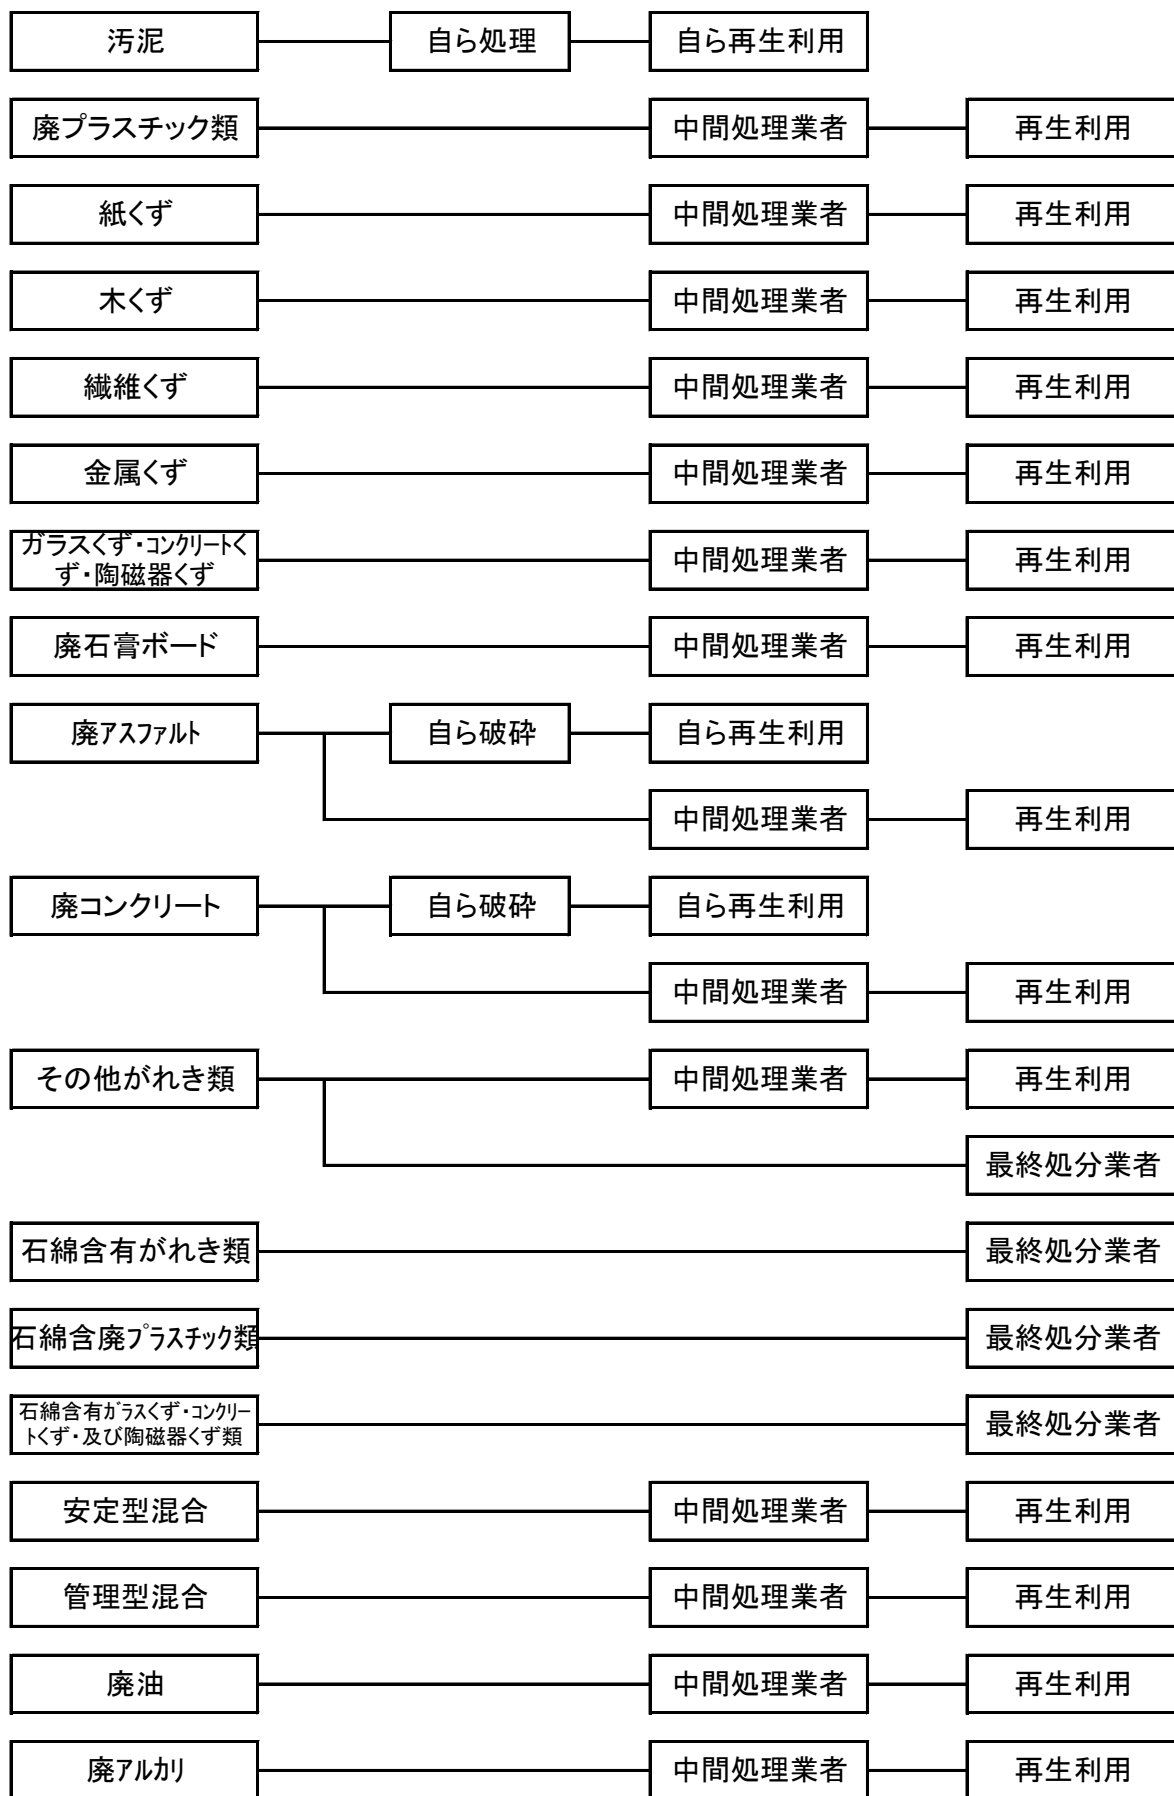 汚泥 自ら処理 自ら再生利用
廃プラスチック類 中間処理業者 再生利用
紙くず 中間処理業者 再生利用
木くず 中間処理業者 再生利用
繊維くず 中間処理業者 再生利用
金属くず 中間処理業者 再生利用
ガラスくず・コンクリートく
ず・陶磁器くず 中間処理業者 再生利用
廃石膏ボード 中間処理業者 再生利用
廃アスファルト 自ら破砕 自ら再生利用
中間処理業者 再生利用
廃コンクリート 自ら破砕 自ら再生利用
中間処理業者 再生利用
その他がれき類 中間処理業者 再生利用
最終処分業者
石綿含有がれき類 最終処分業者
石綿含廃プラスチック類 最終処分業者
石綿含有ガラスくず・コンクリー
トくず・及び陶磁器くず類 最終処分業者
安定型混合 中間処理業者 再生利用
管理型混合 中間処理業者 再生利用
廃油 中間処理業者 再生利用
廃アルカリ 中間処理業者 再生利用